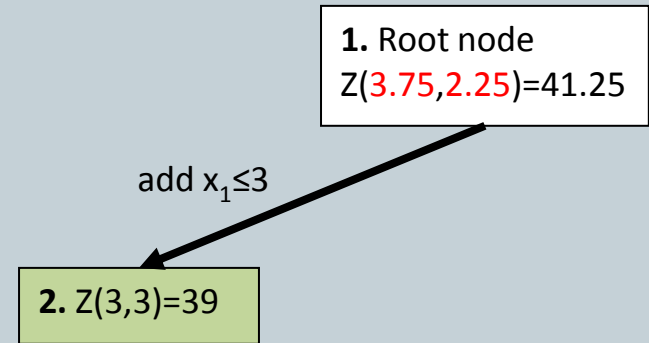 1. Root node
Z(3.75,2.25)=41.25
add x₁≤3
2. Z(3,3)=39